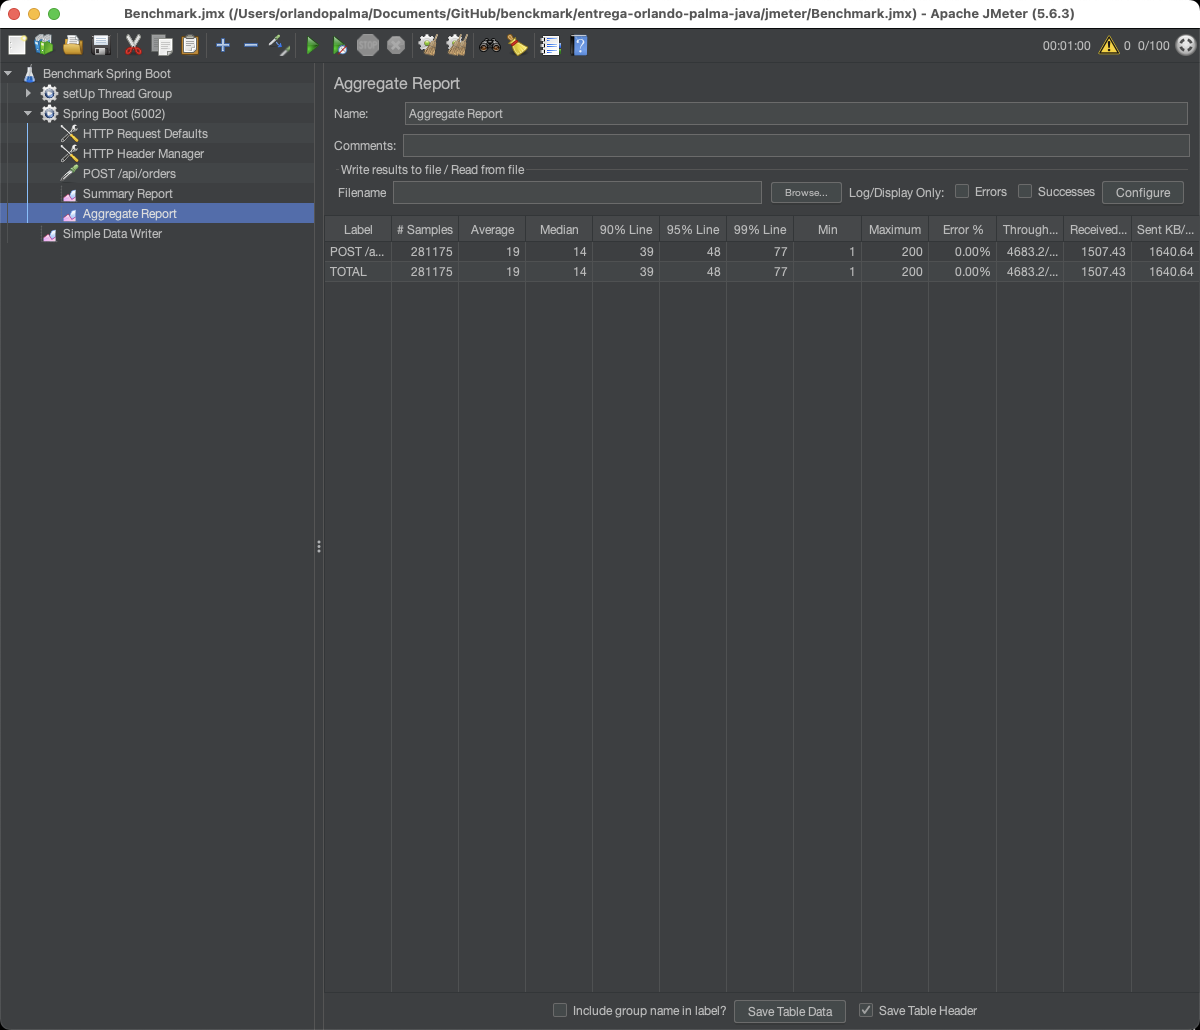 Benchmark.jmx (/Users/orlandopalma/Documents/GitHub/benckmark/entrega-orlando-palma-java/jmeter/Benchmark.jmx) - Apache JMeter (5.6.3)
STOP 00:01:00 0 0/100
Benchmark Spring Boot
setUp Thread Group
Spring Boot (5002)
HTTP Request Defaults
HTTP Header Manager
POST /api/orders
Summary Report
Aggregate Report
Simple Data Writer
Aggregate Report
Name: Aggregate Report
Comments:
Write results to file / Read from file
Filename Browse... Log/Display Only: Errors Successes Configure
Label # Samples Average Median 90% Line 95% Line 99% Line Min Maximum Error % Through... Received... Sent KB/...
POST /a... 281175 19 14 39 48 77 1 200 0.00% 4683.2/... 1507.43 1640.64
TOTAL 281175 19 14 39 48 77 1 200 0.00% 4683.2/... 1507.43 1640.64
Include group name in label? Save Table Data Save Table Header